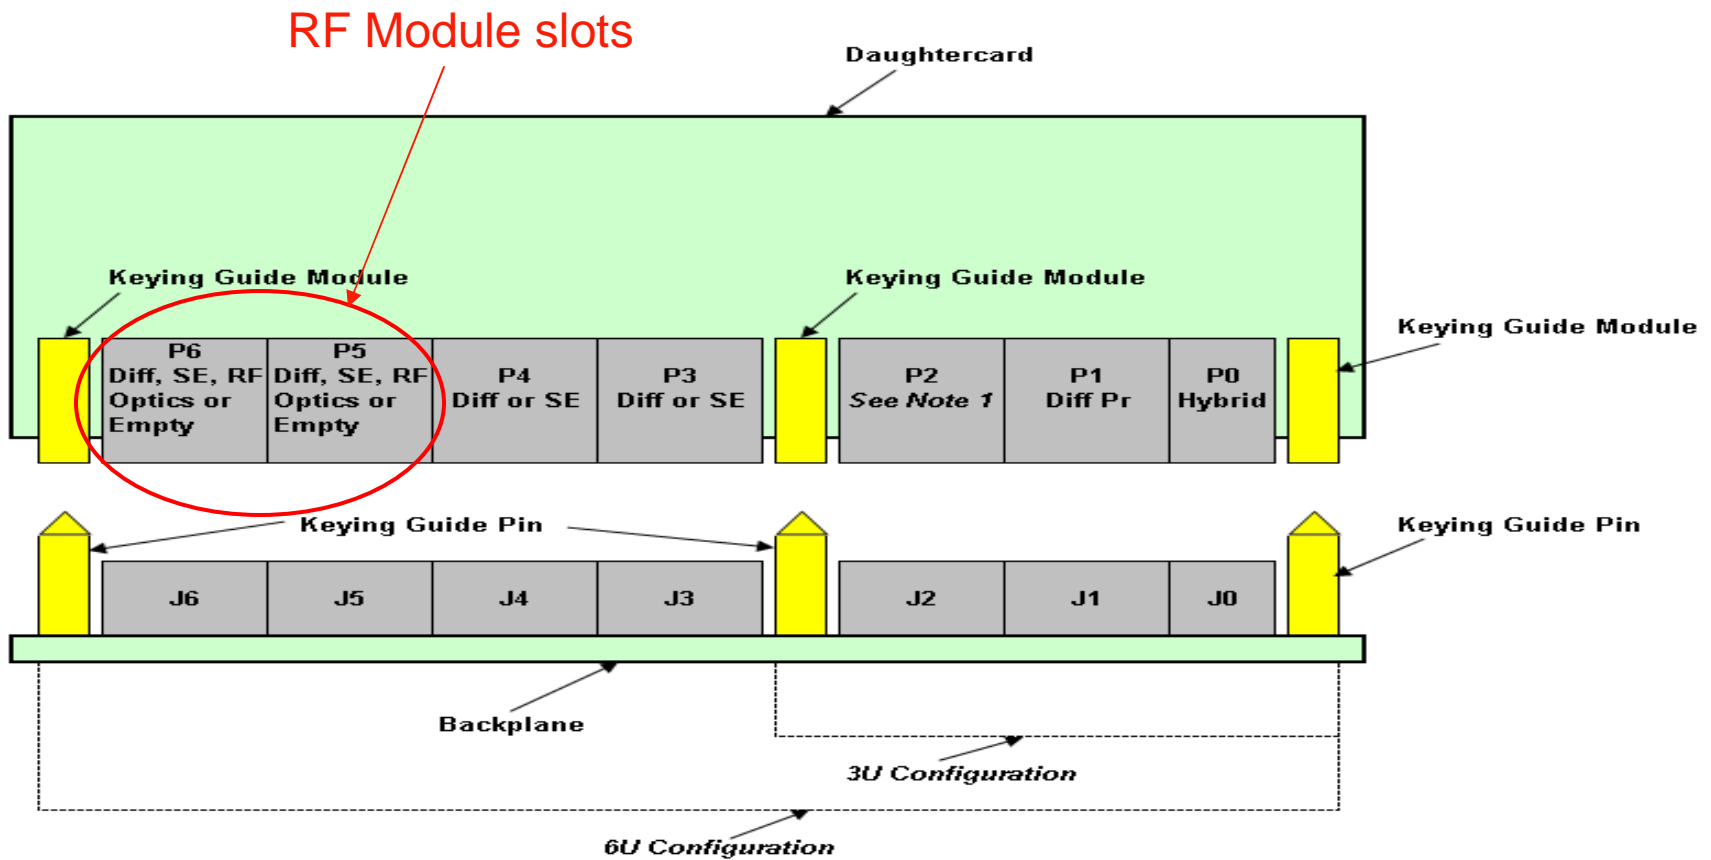 RF Module slots
Daughtercard
Keying Guide Module
Keying Guide Module
Keying Guide Module
P6
Diff, SE, RF
Optics or
Empty
P5
Diff, SE, RF
Optics or
Empty
P4
Diff or SE
P3
Diff or SE
P2
See Note 1
P1
Diff Pr
P0
Hybrid
Keying Guide Pin
Keying Guide Pin
J6
J5
J4
J3
J2
J1
J0
Backplane
3U Configuration
6U Configuration